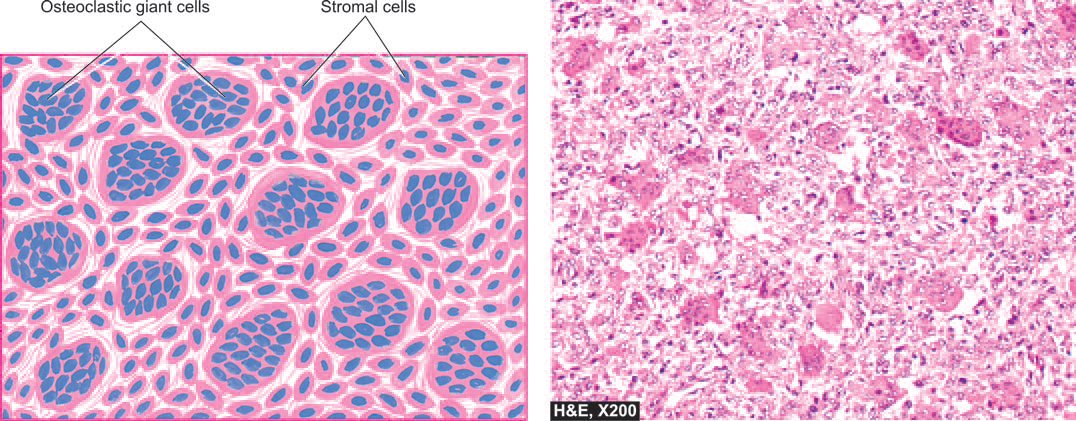 Osteoclastic giant cells
Stromal cells
H&E, X200